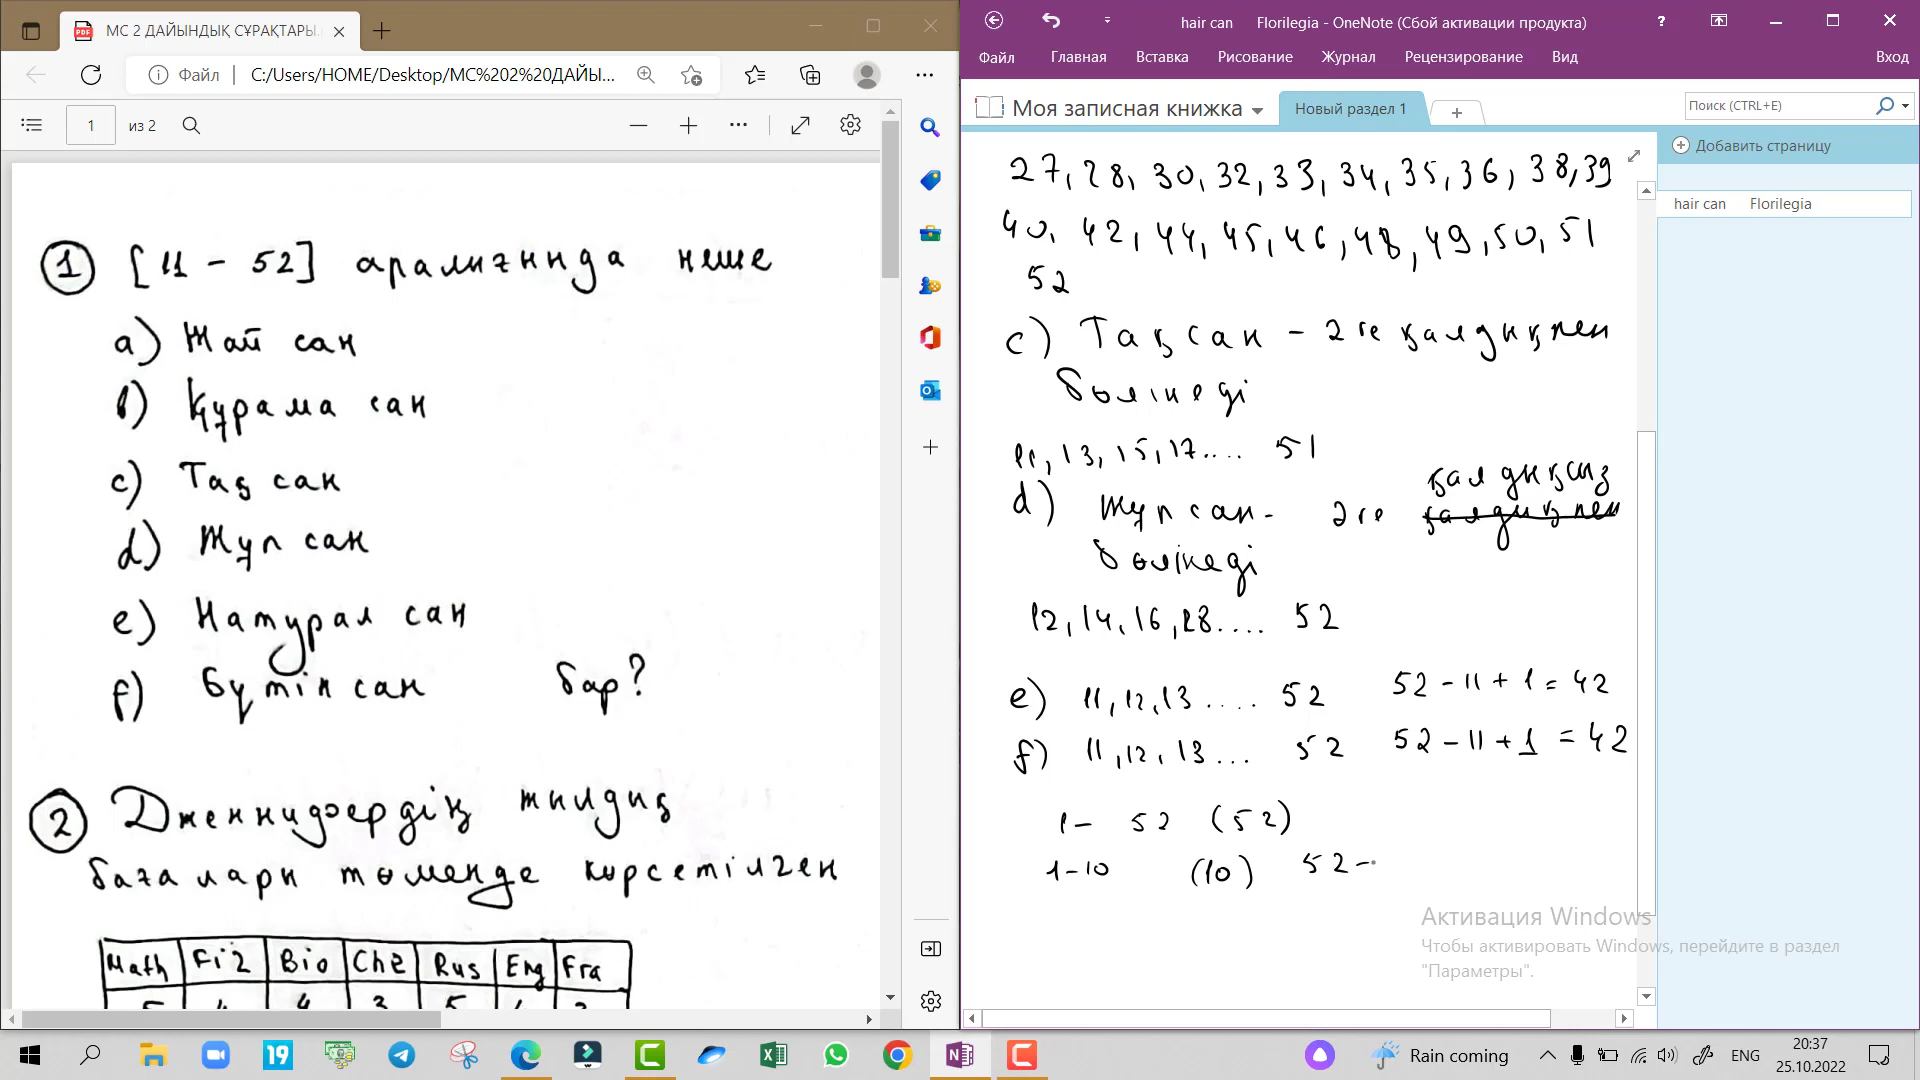 МС 2 ДАЙЫНДЫҚ СҰРАҚТАРЫ.
Файл
C:/Users/HOME/Desktop/MC%202%20ДАЙЫ...
1
из 2
① [11 - 52] аралығында неше
а) Жай сан
в) Құрама сан
с) Тақ сан
d) Жұп сан
е) Натурал сан
f) Бүтін сан бар?
② Дженнидәердің жылдық
бағалары төменде көрсетілген
Math Fiz Bio Che Rus Eng Fra
hair can Florilegia - OneNote (Сбой активации продукта)
?
Файл Главная Вставка Рисование Журнал Рецензирование Вид Вход
Моя записная книжка
Новый раздел 1
Поиск (CTRL+E)
Добавить страницу
hair can Florilegia
27, 28, 30, 32, 33, 34, 35, 36, 38, 39
40, 42, 44, 45, 46, 48, 49, 50, 51
52
с) Тақ сан - 2 ге қалдықпен
бөлінеді
11, 13, 15, 17.... 51
қалдықсыз
d) Жұп сан - 2 ге қалдықпен
бөлінеді
12, 14, 16, 18.... 52
е) 11, 12, 13 .... 52 52 - 11 + 1 = 42
f) 11, 12, 13 ... 52 52 - 11 + 1 = 42
1 - 52 (52)
1 - 10 (10) 52 -
Активация Windows
Чтобы активировать Windows, перейдите в раздел
"Параметры".
19
Rain coming
ENG
20:37
25.10.2022